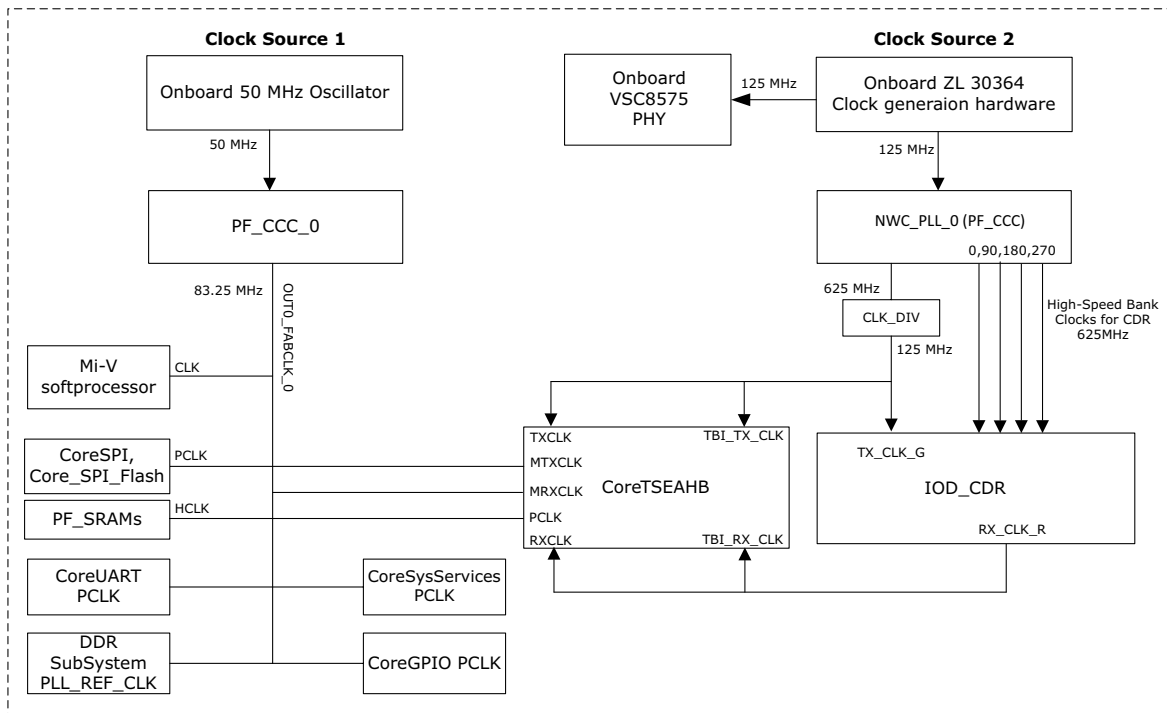 Clock Source 1
Clock Source 2
Onboard 50 MHz Oscillator
Onboard
VSC8575
PHY
125 MHz
Onboard ZL 30364
Clock generaion hardware
50 MHz
125 MHz
PF_CCC_0
NWC_PLL_0 (PF_CCC)
0,90,180,270
83.25 MHz
OUT0_FABCLK_0
625 MHz
High-Speed Bank
Clocks for CDR
625MHz
CLK_DIV
125 MHz
Mi-V
softprocessor
CLK
CoreSPI,
Core_SPI_Flash
PCLK
PF_SRAMs
HCLK
TXCLK
TBI_TX_CLK
MTXCLK
CoreTSEAHB
MRXCLK
PCLK
RXCLK
TBI_RX_CLK
TX_CLK_G
IOD_CDR
RX_CLK_R
CoreUART
PCLK
CoreSysServices
PCLK
DDR
SubSystem
PLL_REF_CLK
CoreGPIO PCLK